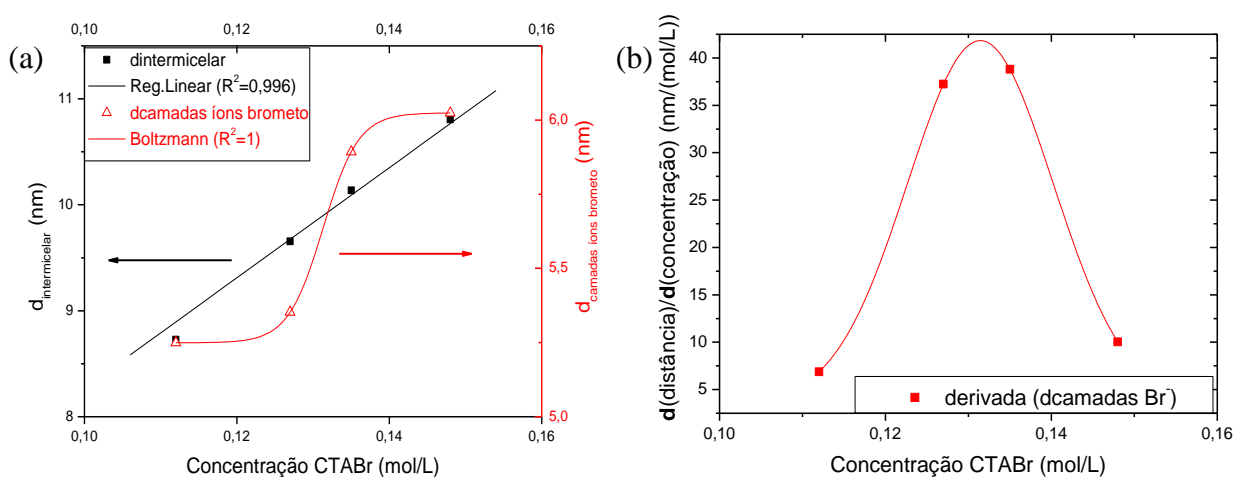 (a)
0,10 0,12 0,14 0,16
dintermicelar
Reg.Linear (R²=0,996)
dcamadas íons brometo
Boltzmann (R²=1)
11
10
9
8
d intermicelar (nm)
6,0
5,5
5,0
d camadas íons brometo (nm)
0,10 0,12 0,14 0,16
Concentração CTABr (mol/L)
(b)
40
35
30
25
20
15
10
5
d(distância)/d(concentração) (nm/(mol/L))
derivada (dcamadas Br⁻)
0,10 0,12 0,14 0,16
Concentração CTABr (mol/L)